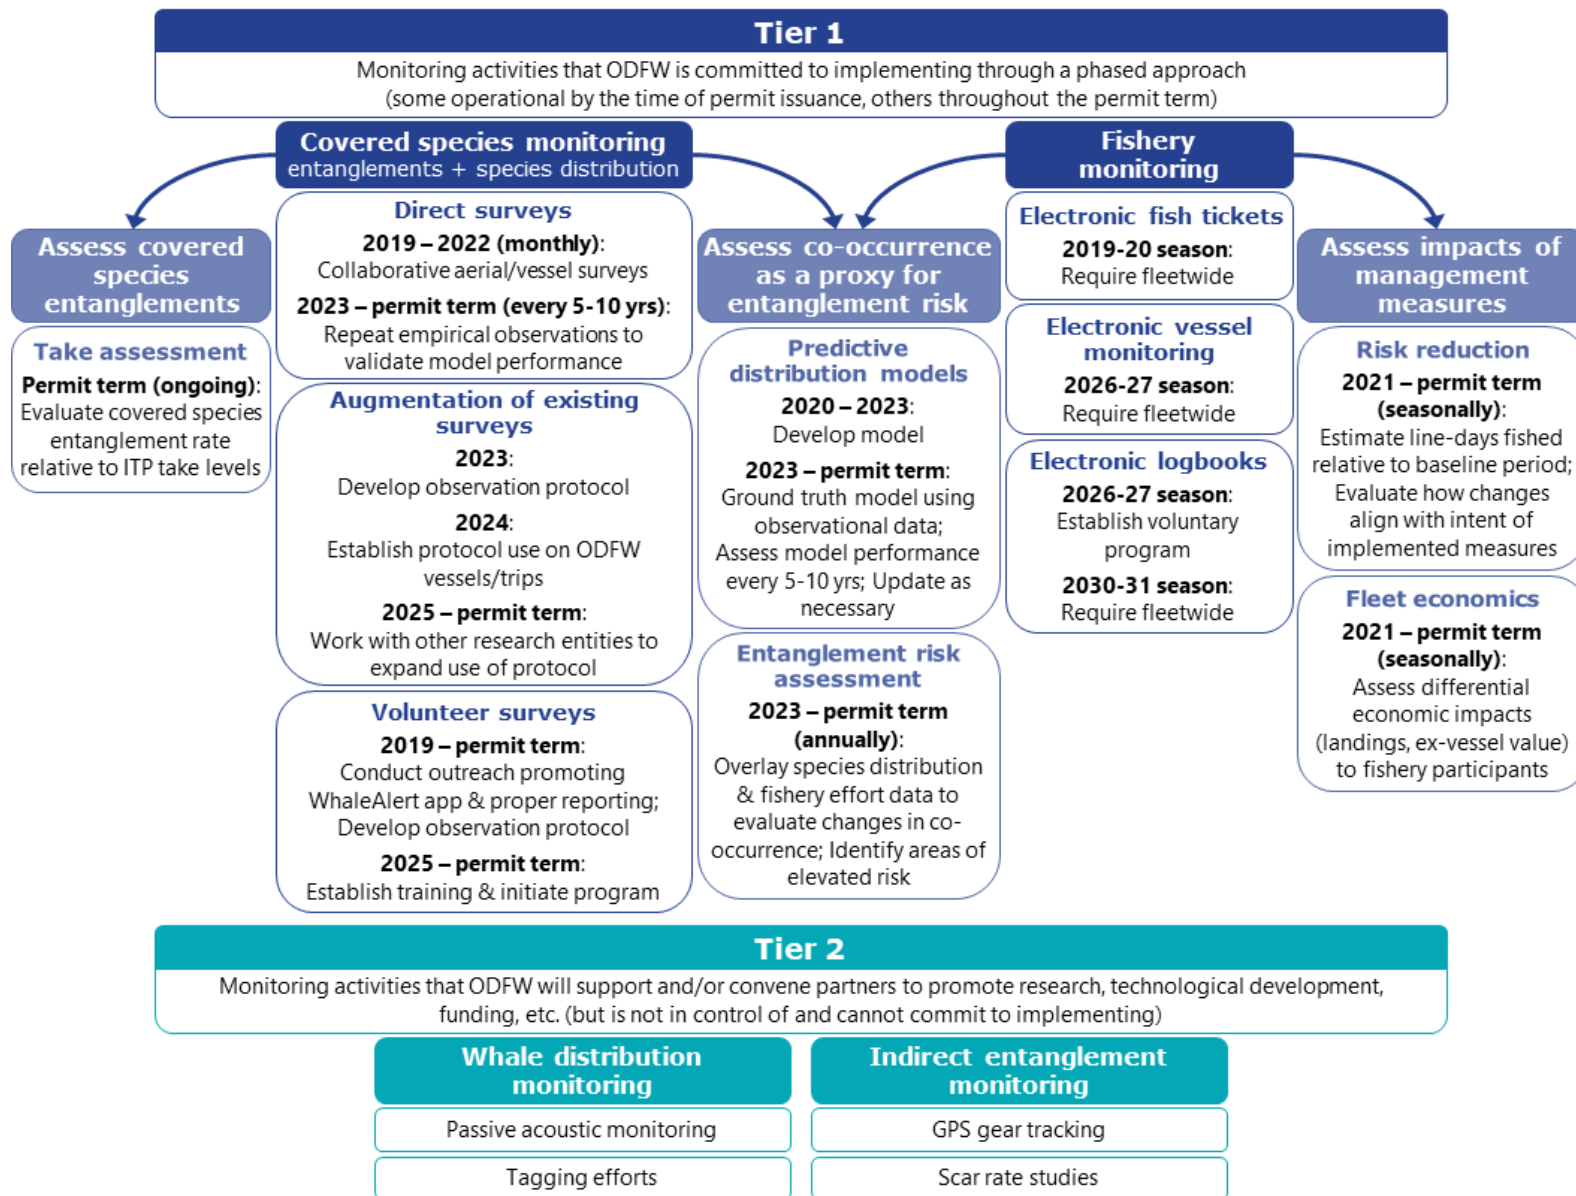 Tier 1
Monitoring activities that ODFW is committed to implementing through a phased approach
(some operational by the time of permit issuance, others throughout the permit term)
Covered species monitoring
entanglements + species distribution
Fishery
monitoring
Assess covered
species
entanglements
Take assessment
Permit term (ongoing):
Evaluate covered species
entanglement rate
relative to ITP take levels
Direct surveys
2019 – 2022 (monthly):
Collaborative aerial/vessel surveys
2023 – permit term (every 5-10 yrs):
Repeat empirical observations to
validate model performance
Augmentation of existing
surveys
2023:
Develop observation protocol
2024:
Establish protocol use on ODFW
vessels/trips
2025 – permit term:
Work with other research entities to
expand use of protocol
Volunteer surveys
2019 – permit term:
Conduct outreach promoting
WhaleAlert app & proper reporting;
Develop observation protocol
2025 – permit term:
Establish training & initiate program
Assess co-occurrence
as a proxy for
entanglement risk
Predictive
distribution models
2020 – 2023:
Develop model
2023 – permit term:
Ground truth model using
observational data;
Assess model performance
every 5-10 yrs; Update as
necessary
Entanglement risk
assessment
2023 – permit term
(annually):
Overlay species distribution
& fishery effort data to
evaluate changes in co-
occurrence; Identify areas of
elevated risk
Electronic fish tickets
2019-20 season:
Require fleetwide
Electronic vessel
monitoring
2026-27 season:
Require fleetwide
Electronic logbooks
2026-27 season:
Establish voluntary
program
2030-31 season:
Require fleetwide
Assess impacts of
management
measures
Risk reduction
2021 – permit term
(seasonally):
Estimate line-days fished
relative to baseline period;
Evaluate how changes
align with intent of
implemented measures
Fleet economics
2021 – permit term
(seasonally):
Assess differential
economic impacts
(landings, ex-vessel value)
to fishery participants
Tier 2
Monitoring activities that ODFW will support and/or convene partners to promote research, technological development,
funding, etc. (but is not in control of and cannot commit to implementing)
Whale distribution
monitoring
Passive acoustic monitoring
Tagging efforts
Indirect entanglement
monitoring
GPS gear tracking
Scar rate studies